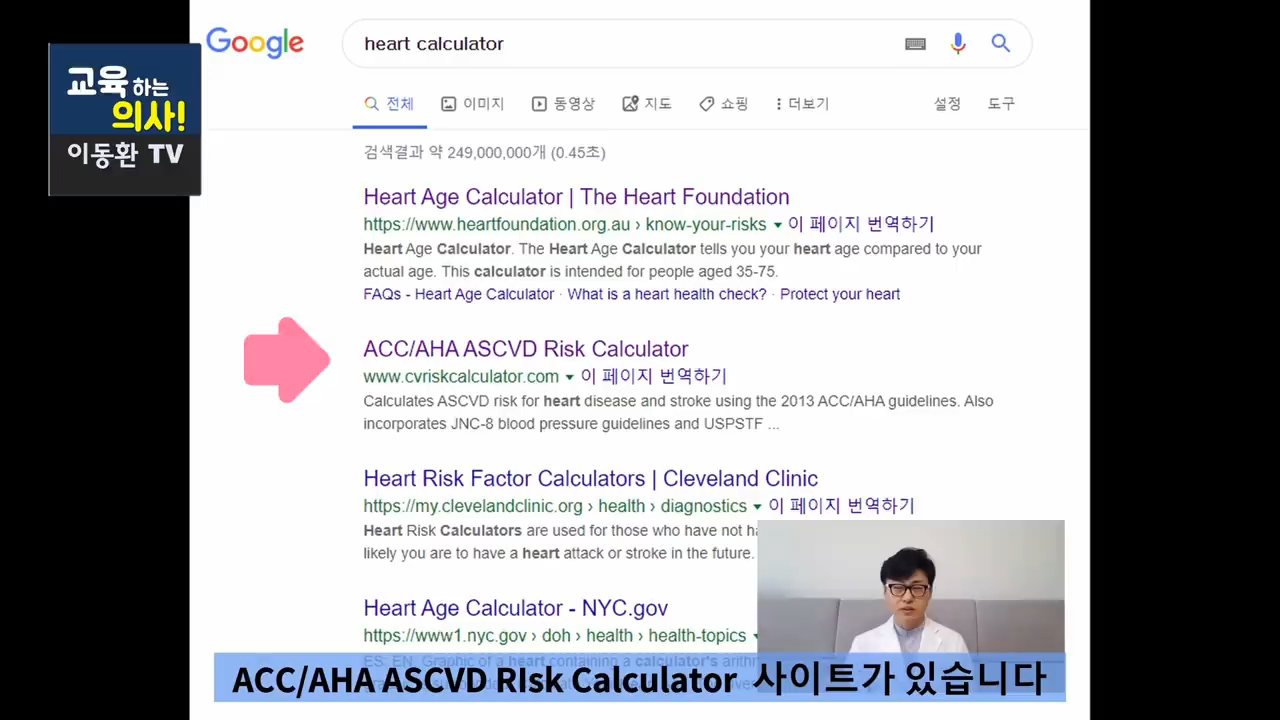 Google
heart calculator
교육하는
의사!
이동환 TV
전체 이미지 동영상 지도 쇼핑 더보기 설정 도구
검색결과 약 249,000,000개 (0.45초)
Heart Age Calculator | The Heart Foundation
https://www.heartfoundation.org.au › know-your-risks ▾ 이 페이지 번역하기
Heart Age Calculator. The Heart Age Calculator tells you your heart age compared to your
actual age. This calculator is intended for people aged 35-75.
FAQs - Heart Age Calculator · What is a heart health check? · Protect your heart
ACC/AHA ASCVD Risk Calculator
www.cvriskcalculator.com ▾ 이 페이지 번역하기
Calculates ASCVD risk for heart disease and stroke using the 2013 ACC/AHA guidelines. Also
incorporates JNC-8 blood pressure guidelines and USPSTF ...
Heart Risk Factor Calculators | Cleveland Clinic
https://my.clevelandclinic.org › health › diagnostics ▾ 이 페이지 번역하기
Heart Risk Calculators are used for those who have not
likely you are to have a heart attack or stroke in the future.
Heart Age Calculator - NYC.gov
https://www1.nyc.gov › doh › health › health-topics ▾
ES: EN. Graphic of a heart containing a calculator's
ACC/AHA ASCVD RIsk Calculator 사이트가 있습니다